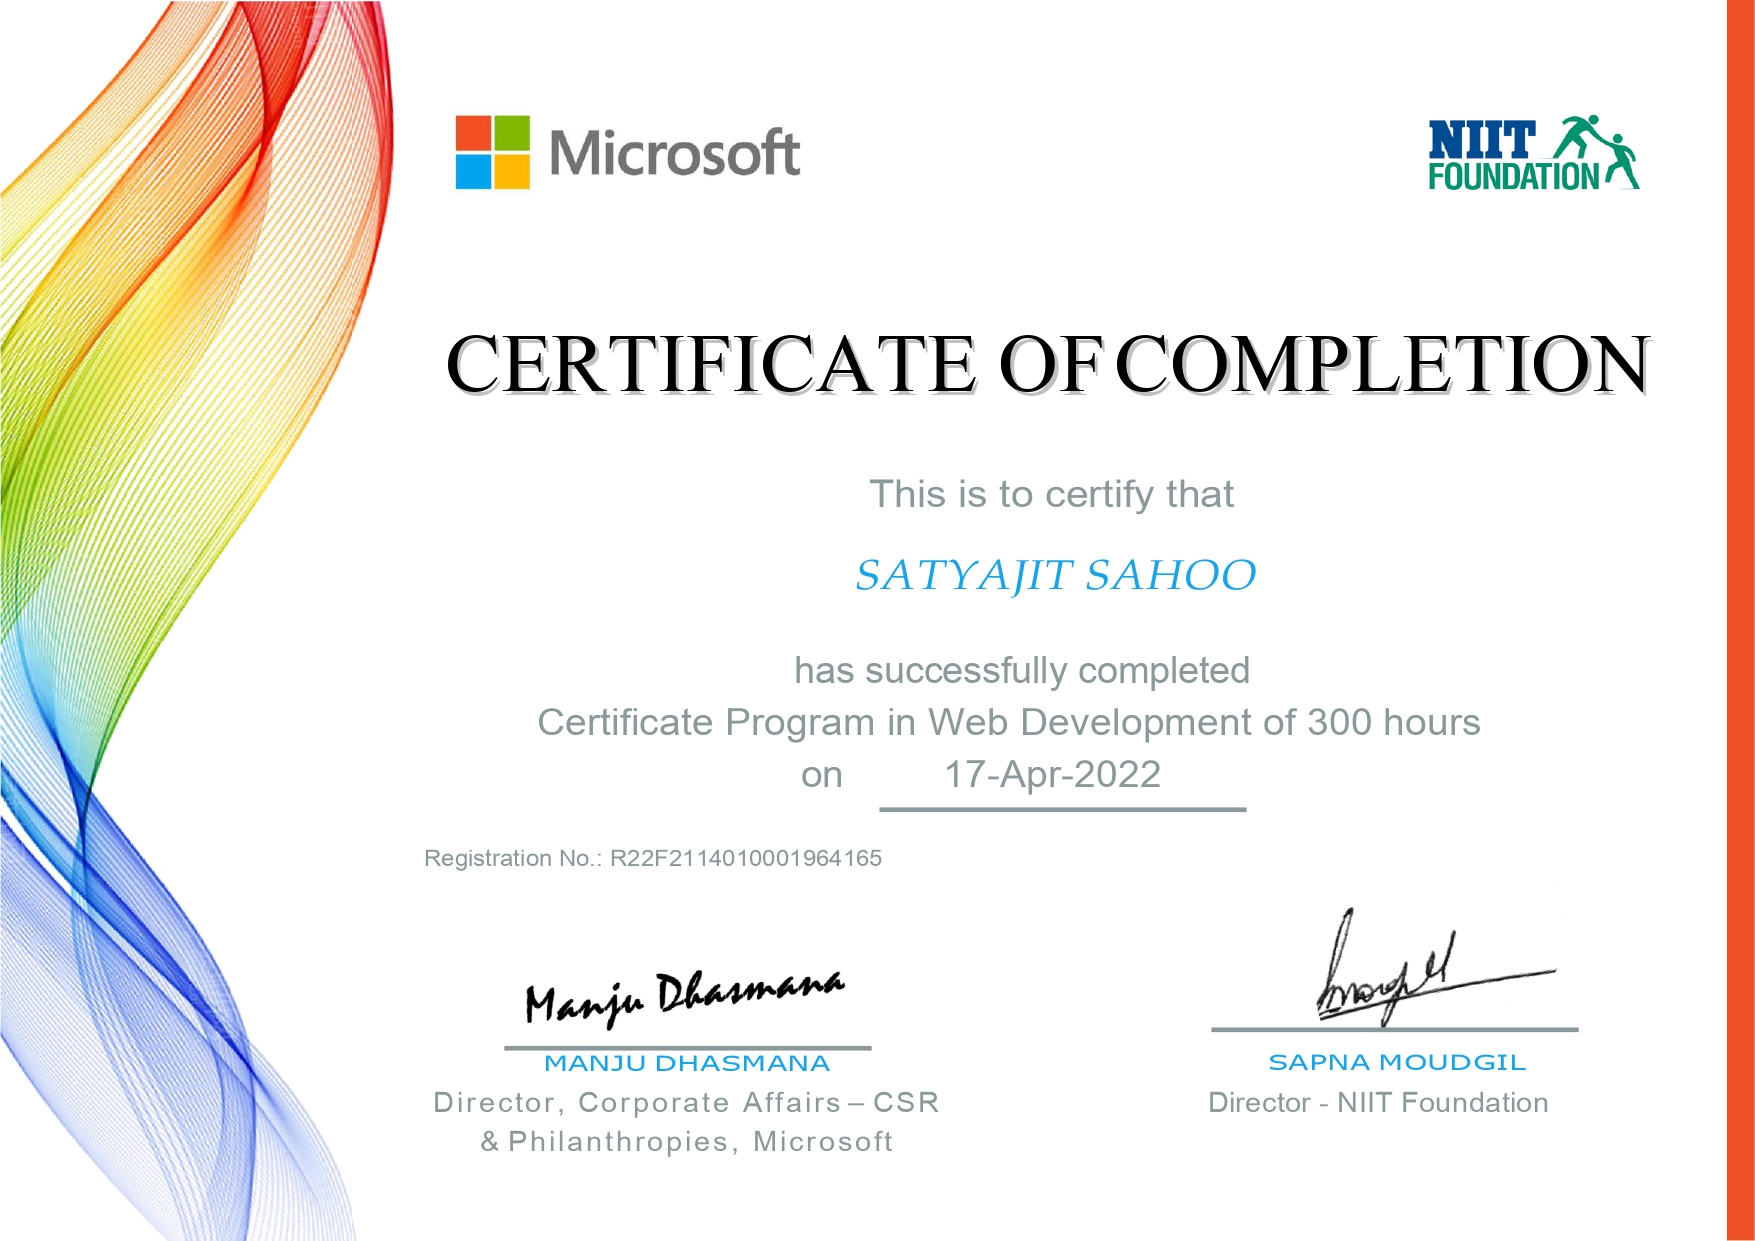 Microsoft
NIIT
FOUNDATION
CERTIFICATE OF COMPLETION
This is to certify that
SATYAJIT SAHOO
has successfully completed
Certificate Program in Web Development of 300 hours
on 17-Apr-2022
Registration No.: R22F2114010001964165
Manju Dhasmana
MANJU DHASMANA
Director, Corporate Affairs – CSR
& Philanthropies, Microsoft
SAPNA MOUDGIL
Director - NIIT Foundation